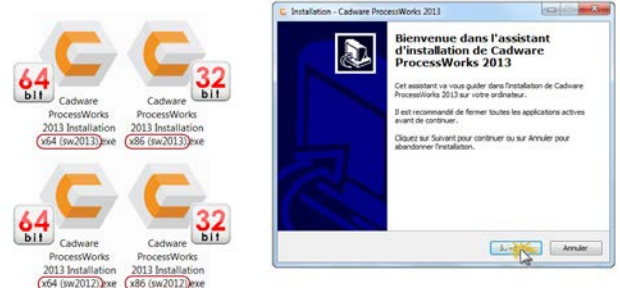 64
bit
Cadware
ProcessWorks
2013 Installation
x64 (sw2013).exe
32
bit
Cadware
ProcessWorks
2013 Installation
x86 (sw2013).exe
64
bit
Cadware
ProcessWorks
2013 Installation
x64 (sw2012).exe
32
bit
Cadware
ProcessWorks
2013 Installation
x86 (sw2012).exe
Installation - Cadware ProcessWorks 2013
Bienvenue dans l'assistant
d'installation de Cadware
ProcessWorks 2013
Cet assistant va vous guider dans l'installation de Cadware
ProcessWorks 2013 sur votre ordinateur.
Il est recommandé de fermer toutes les applications actives
avant de continuer.
Cliquez sur Suivant pour continuer ou sur Annuler pour
abandonner l'installation.
Annuler